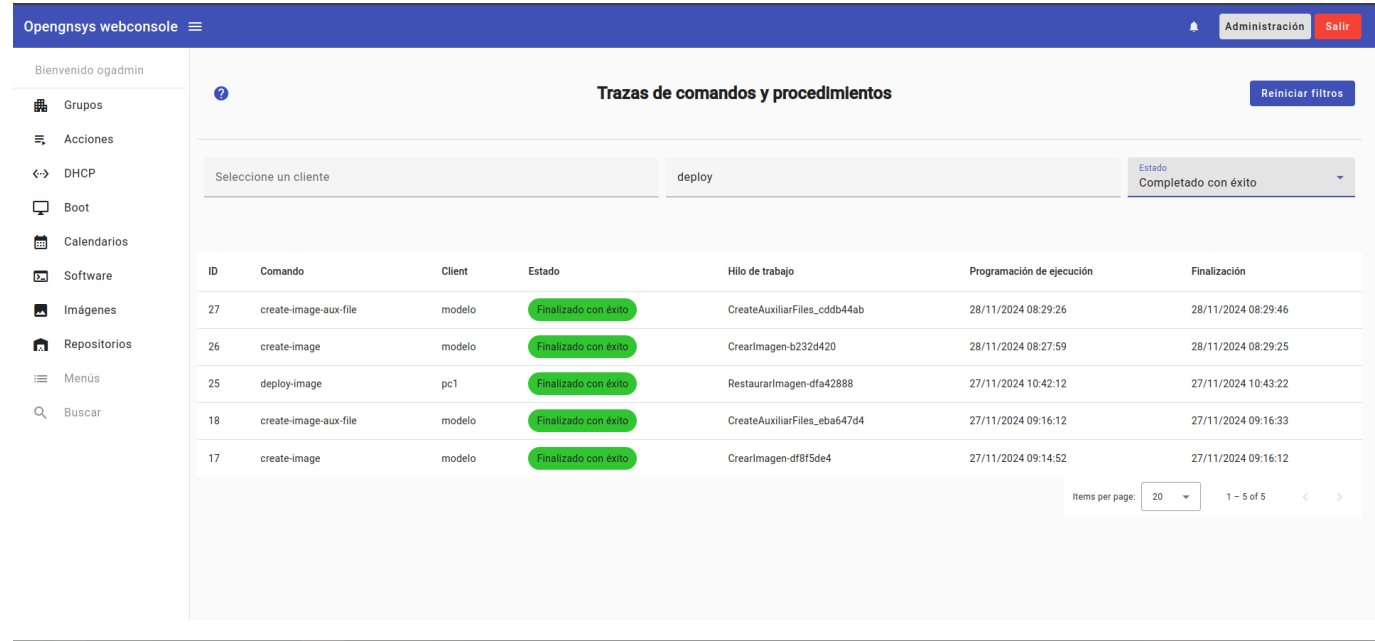 Opengnsys webconsole
Administración Salir
Bienvenido ogadmin
Grupos
Acciones
DHCP
Boot
Calendarios
Software
Imágenes
Repositorios
Menús
Buscar
? Trazas de comandos y procedimientos Reiniciar filtros
Seleccione un cliente deploy Estado
Completado con éxito
ID Comando Client Estado Hilo de trabajo Programación de ejecución Finalización
27 create-image-aux-file modelo Finalizado con éxito CreateAuxiliarFiles_cddb44ab 28/11/2024 08:29:26 28/11/2024 08:29:46
26 create-image modelo Finalizado con éxito CrearImagen-b232d420 28/11/2024 08:27:59 28/11/2024 08:29:25
25 deploy-image pc1 Finalizado con éxito RestaurarImagen-dfa42888 27/11/2024 10:42:12 27/11/2024 10:43:22
18 create-image-aux-file modelo Finalizado con éxito CreateAuxiliarFiles_eba647d4 27/11/2024 09:16:12 27/11/2024 09:16:33
17 create-image modelo Finalizado con éxito CrearImagen-df8f5de4 27/11/2024 09:14:52 27/11/2024 09:16:12
Items per page: 20 1 – 5 of 5